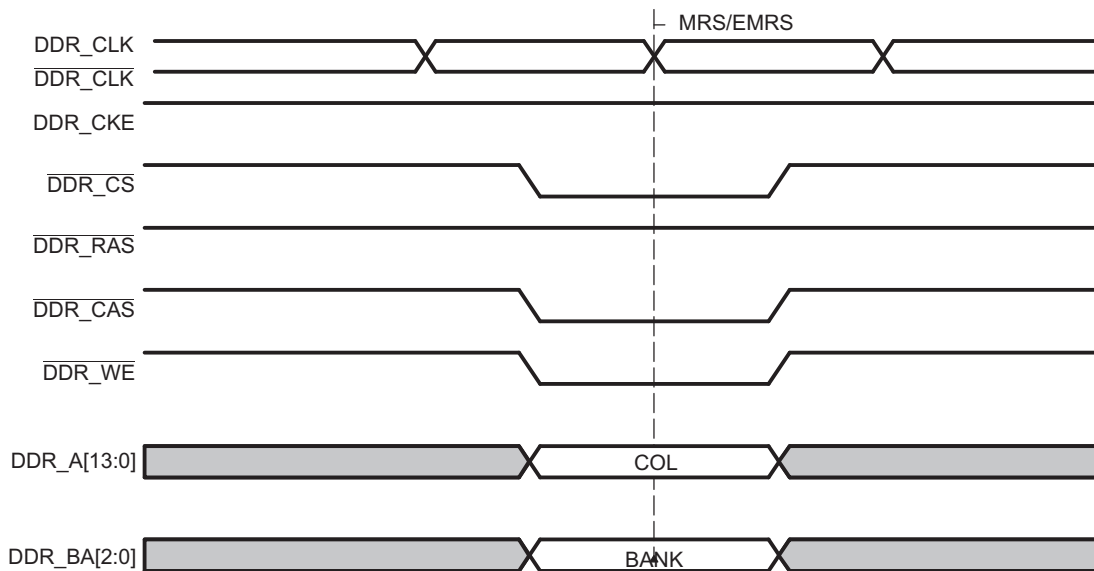 MRS/EMRS
DDR_CLK
DDR_CLK
DDR_CKE
DDR_CS
DDR_RAS
DDR_CAS
DDR_WE
DDR_A[13:0]
COL
DDR_BA[2:0]
BANK